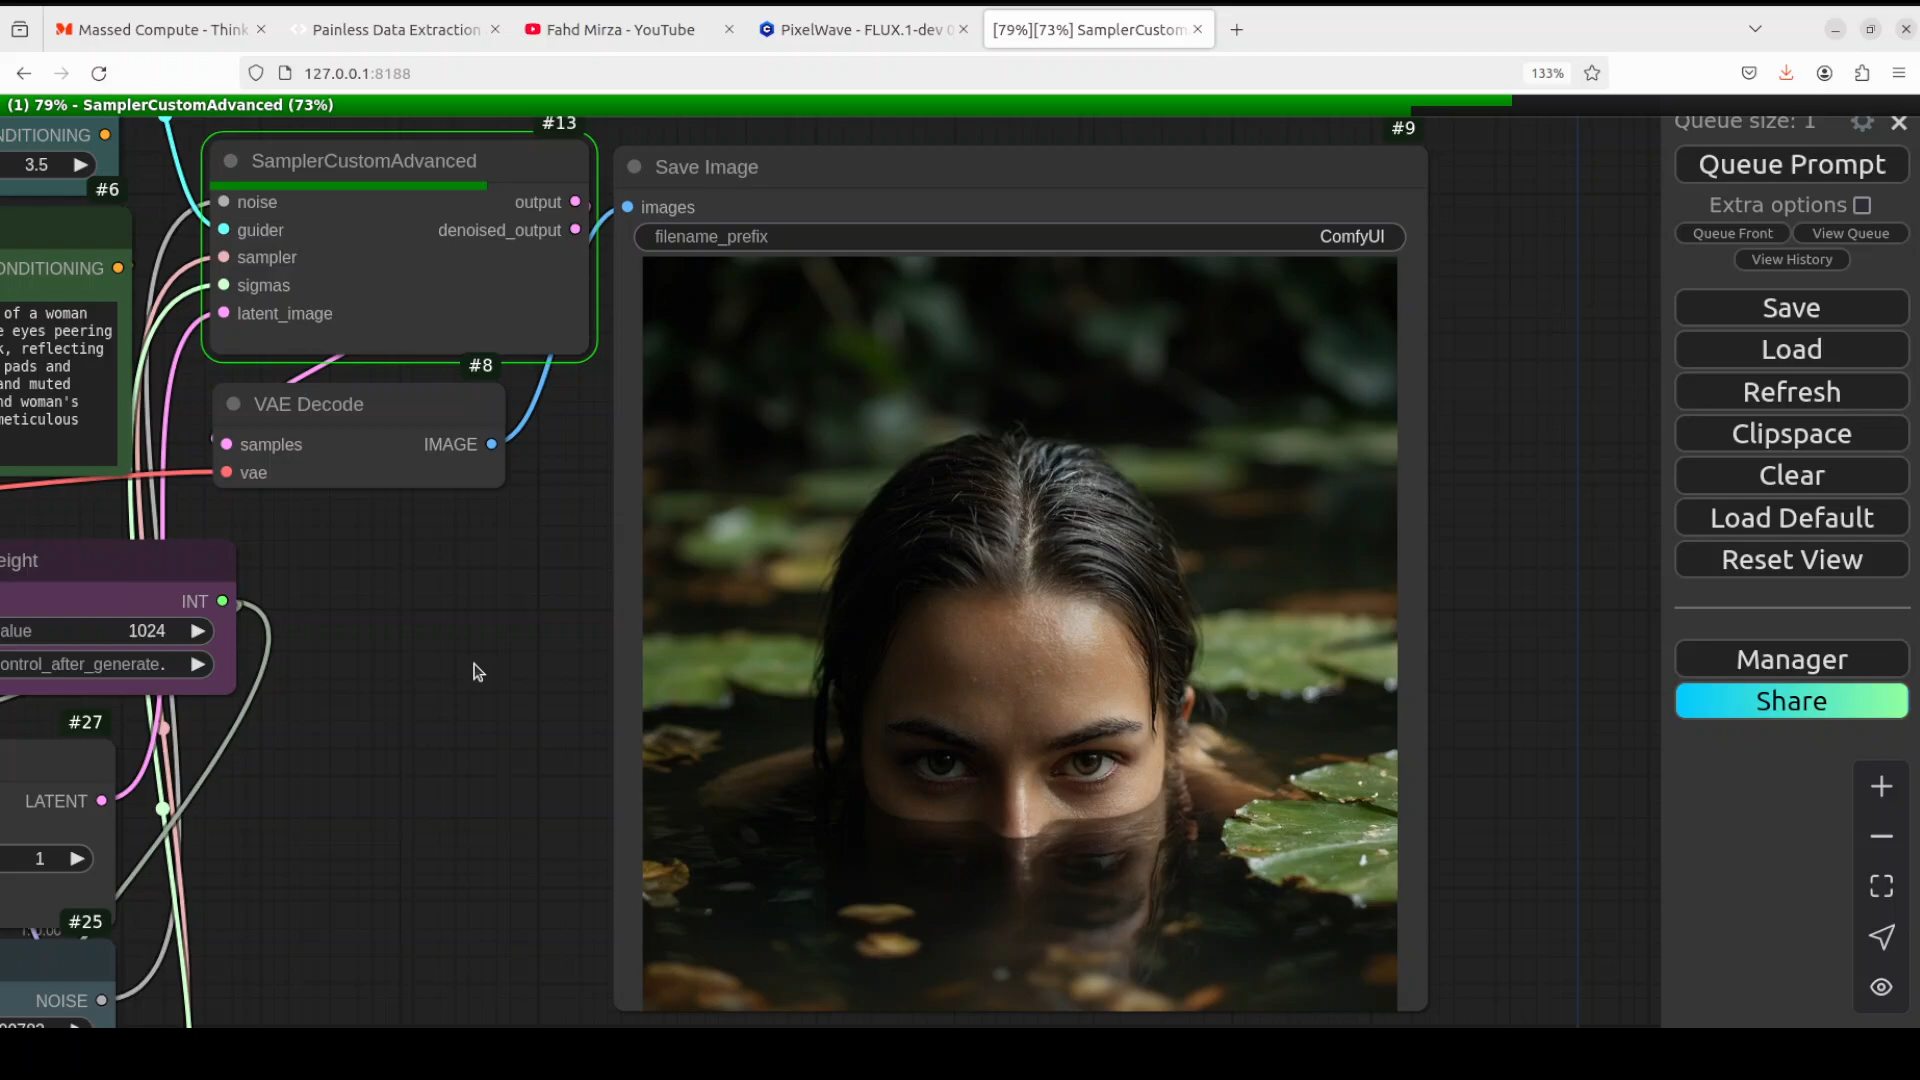 Massed Compute - Think
Painless Data Extraction
Fahd Mirza - YouTube
PixelWave - FLUX.1-dev 0
[79%][73%] SamplerCustom
127.0.0.1:8188
133%
(1) 79% - SamplerCustomAdvanced (73%)
NDITIONING
3.5
#6
ONDITIONING
of a woman
e eyes peering
k, reflecting
pads and
and muted
nd woman's
meticulous
#13
SamplerCustomAdvanced
noise
output
guider
denoised_output
sampler
sigmas
latent_image
#8
VAE Decode
samples
IMAGE
vae
eight
INT
alue
1024
ontrol_after_generate.
#27
LATENT
1
#25
NOISE
#9
Save Image
images
filename_prefix
ComfyUI
Queue size: 1
Queue Prompt
Extra options
Queue Front
View Queue
View History
Save
Load
Refresh
Clipspace
Clear
Load Default
Reset View
Manager
Share